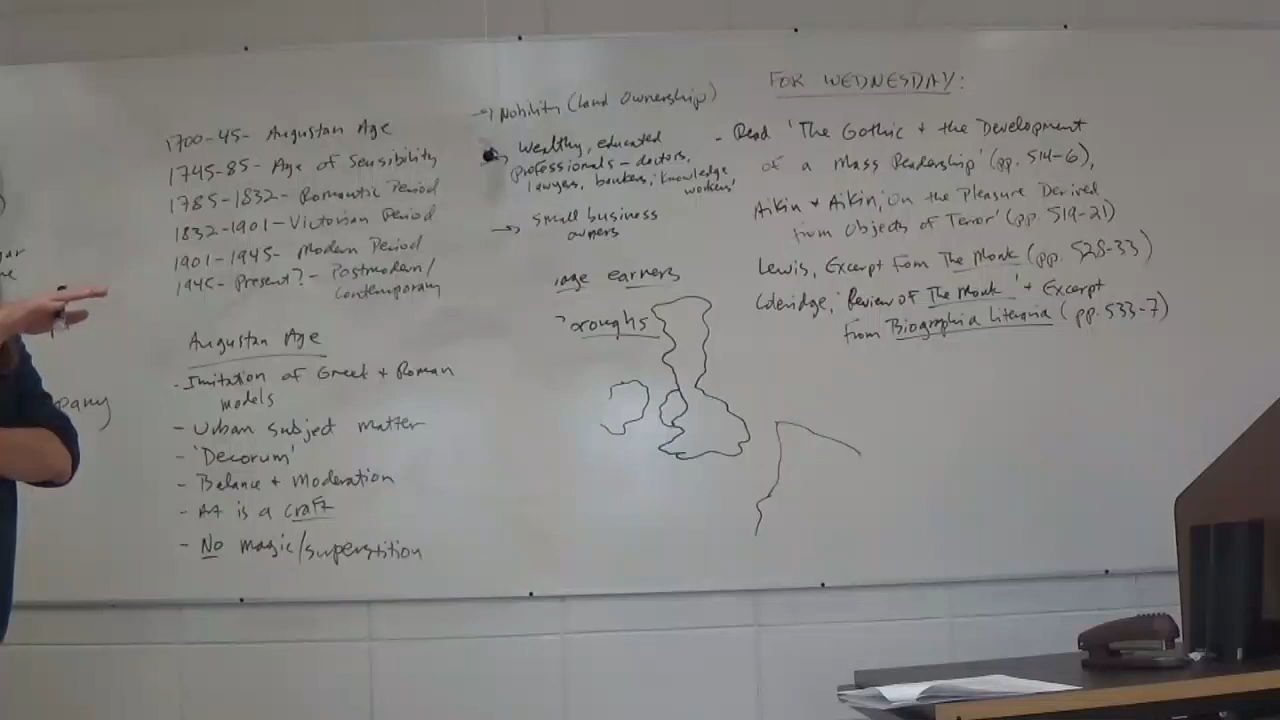 1700-45- Augustan Age
1745-85- Age of Sensibility
1785-1832- Romantic Period
1832-1901- Victorian Period
1901-1945- Modern Period
1945-Present?- Postmodern/
Contemporary
Augustan Age
- Imitation of Greek + Roman
models
- Urban subject matter
- 'Decorum'
- Balance + Moderation
- Art is a craft
- No magic/superstition
pany
→ Nobility (land ownership)
→ Wealthy, educated
professionals - doctors,
lawyers, bankers, 'knowledge
workers'
→ Small business
owners
age earners
oroughs
FOR WEDNESDAY:
- Read 'The Gothic + the Development
of a Mass Readership' (pp. 514-6),
Aikin + Aikin, 'On the Pleasure Derived
from Objects of Terror' (pp. 519-21)
Lewis, Excerpt from The Monk (pp. 528-33)
Coleridge, 'Review of The Monk' + Excerpt
from Biographia Literaria (pp. 533-7)